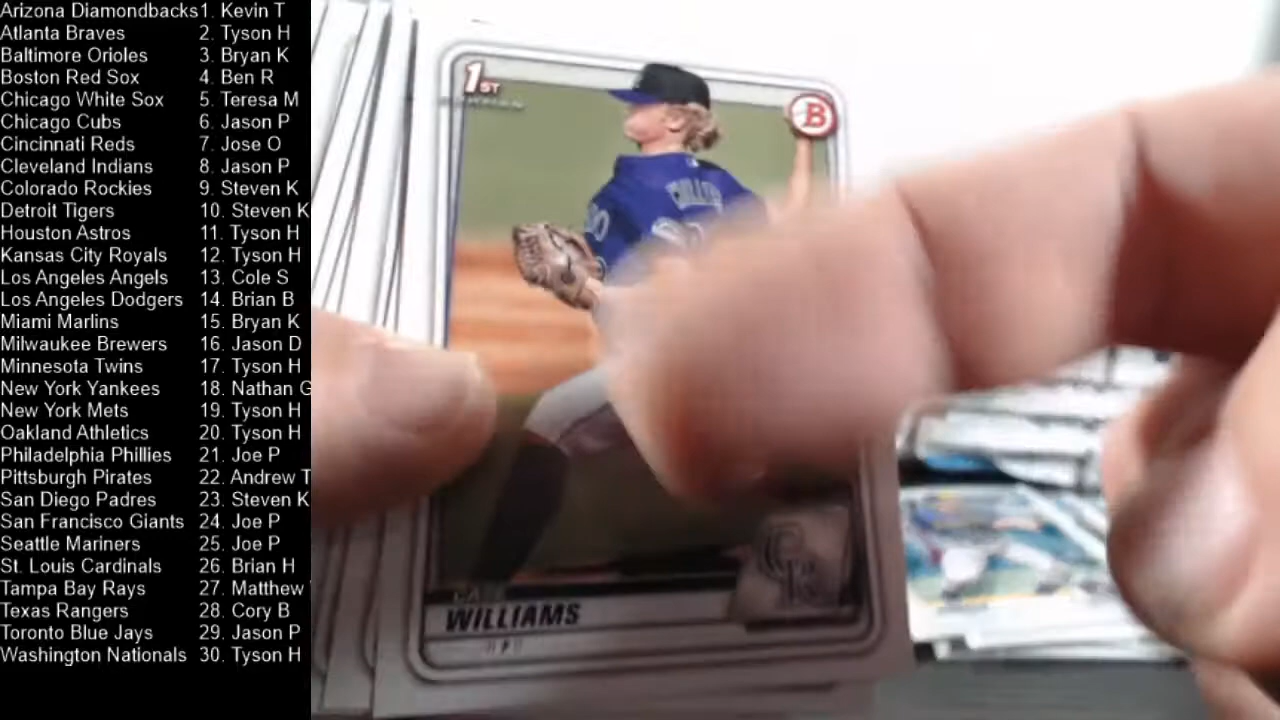 Arizona Diamondbacks 1. Kevin T
Atlanta Braves 2. Tyson H
Baltimore Orioles 3. Bryan K
Boston Red Sox 4. Ben R
Chicago White Sox 5. Teresa M
Chicago Cubs 6. Jason P
Cincinnati Reds 7. Jose O
Cleveland Indians 8. Jason P
Colorado Rockies 9. Steven K
Detroit Tigers 10. Steven K
Houston Astros 11. Tyson H
Kansas City Royals 12. Tyson H
Los Angeles Angels 13. Cole S
Los Angeles Dodgers 14. Brian B
Miami Marlins 15. Bryan K
Milwaukee Brewers 16. Jason D
Minnesota Twins 17. Tyson H
New York Yankees 18. Nathan G
New York Mets 19. Tyson H
Oakland Athletics 20. Tyson H
Philadelphia Phillies 21. Joe P
Pittsburgh Pirates 22. Andrew T
San Diego Padres 23. Steven K
San Francisco Giants 24. Joe P
Seattle Mariners 25. Joe P
St. Louis Cardinals 26. Brian H
Tampa Bay Rays 27. Matthew
Texas Rangers 28. Cory B
Toronto Blue Jays 29. Jason P
Washington Nationals 30. Tyson H
1ST
B
CR
WILLIAMS